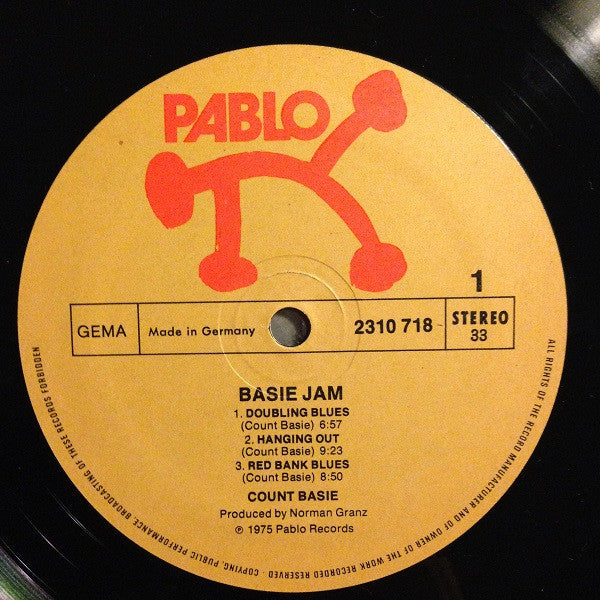 PABLO
1
GEMA
Made in Germany
2310 718
STEREO
33
BASIE JAM
1. DOUBLING BLUES
(Count Basie) 6:57
2. HANGING OUT
(Count Basie) 9:23
3. RED BANK BLUES
(Count Basie) 8:50
COUNT BASIE
Produced by Norman Granz
℗ 1975 Pablo Records
ALL RIGHTS OF THE RECORD MANUFACTURER AND OF OWNER OF THE WORK RECORDED RESERVED · COPYING, PUBLIC PERFORMANCE BROADCASTING OF THESE RECORDS FORBIDDEN